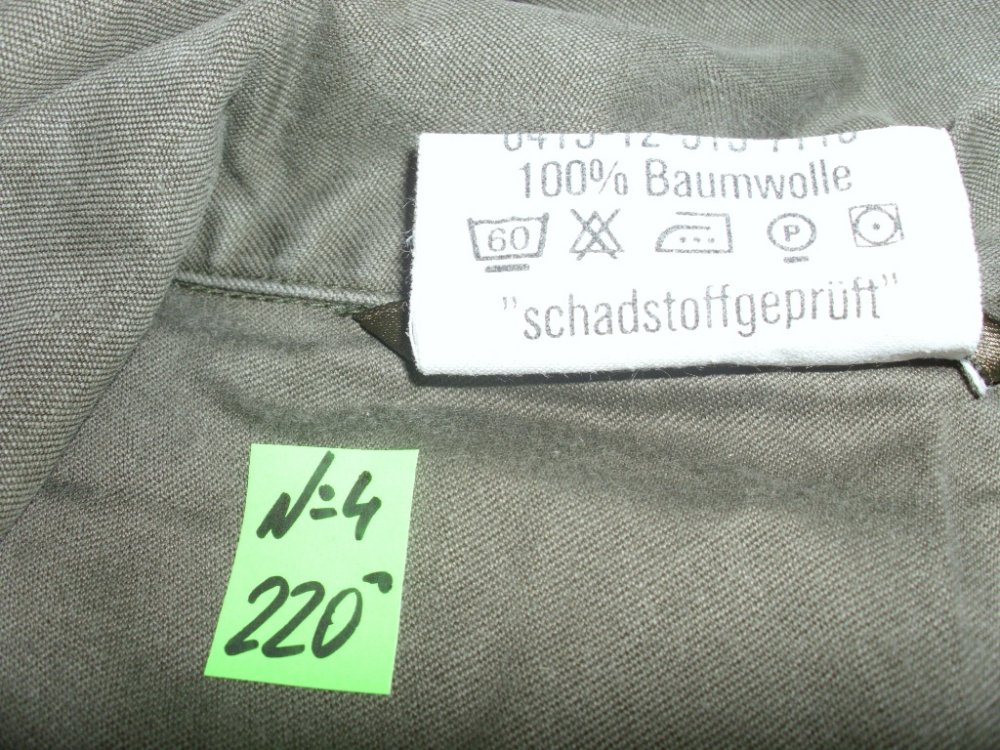 100% Baumwolle
60 P
"schadstoffgeprüft"
N=4
220